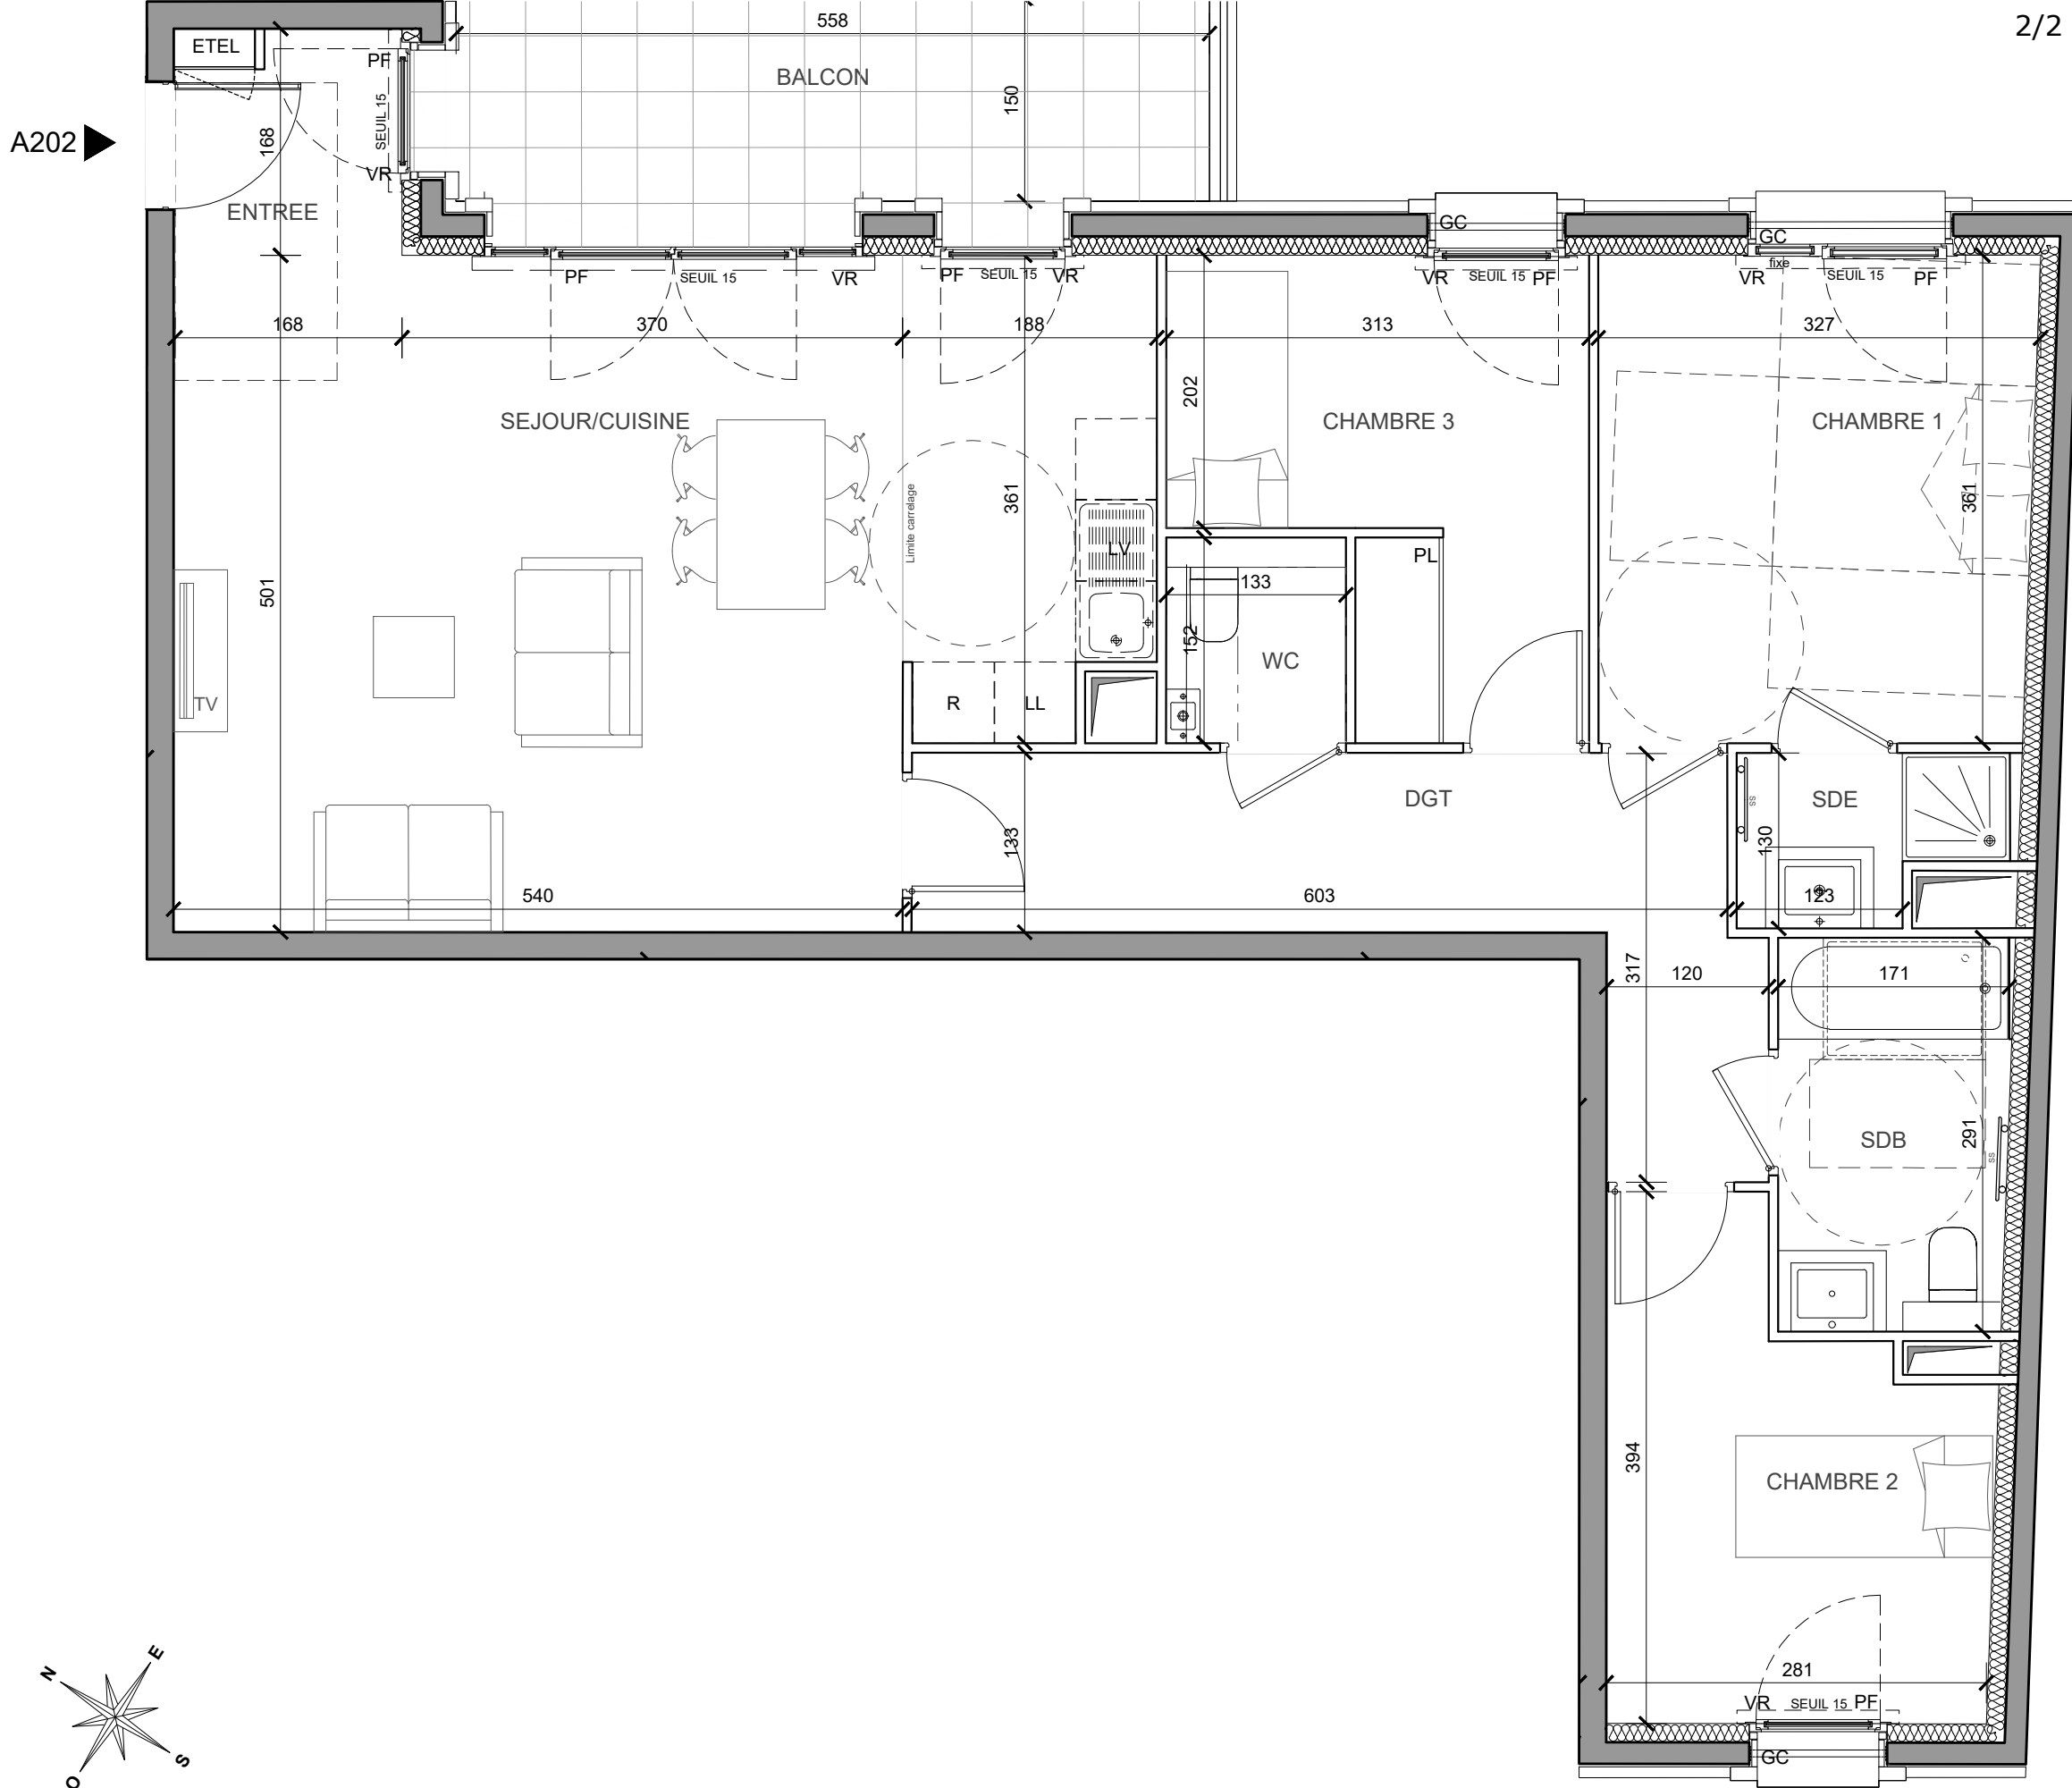 2/2
558
ETEL
PF
BALCON
SEUIL 15
150
A202
168
VR
ENTREE
GC
GC
PF
SEUIL 15
VR
PF
SEUIL 15
VR
VR
SEUIL 15
PF
fixe
VR
SEUIL 15
PF
168
370
188
313
327
202
SEJOUR/CUISINE
CHAMBRE 3
CHAMBRE 1
Limite carrelage
361
361
LV
PL
133
501
152
WC
TV
R
LL
DGT
SDE
SS
133
130
540
603
123
317
120
171
SDB
291
SS
394
CHAMBRE 2
281
VR
SEUIL 15
PF
GC
N
E
S
O